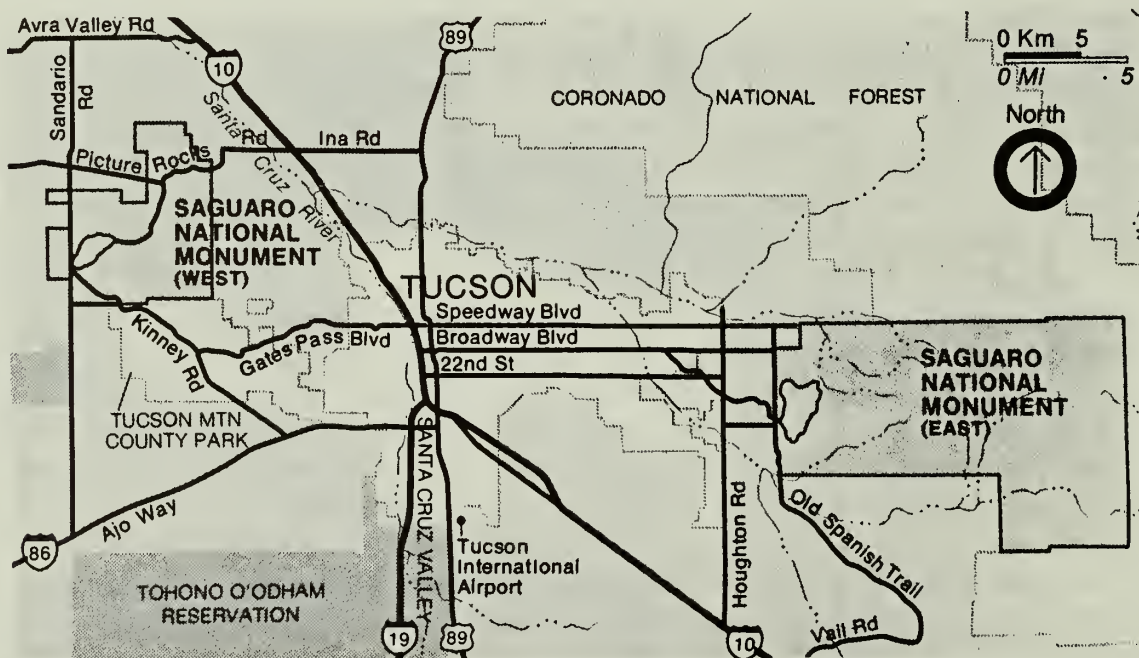 Avra Valley Rd
10
89
0 Km 5
0 MI 5
North
CORONADO NATIONAL FOREST
Sandario
Rd
Santa Cruz River
Ina Rd
Picture Rocks Rd
SAGUARO
NATIONAL
MONUMENT
(WEST)
TUCSON
Speedway Blvd
Broadway Blvd
22nd St
Gates Pass Blvd
Kinney Rd
TUCSON MTN
COUNTY PARK
SAGUARO
NATIONAL
MONUMENT
(EAST)
Ajo Way
86
SANTA CRUZ VALLEY
Tucson
International
Airport
Houghton Rd
Old Spanish Trail
Vail Rd
TOHONO O'ODHAM
RESERVATION
19
89
10